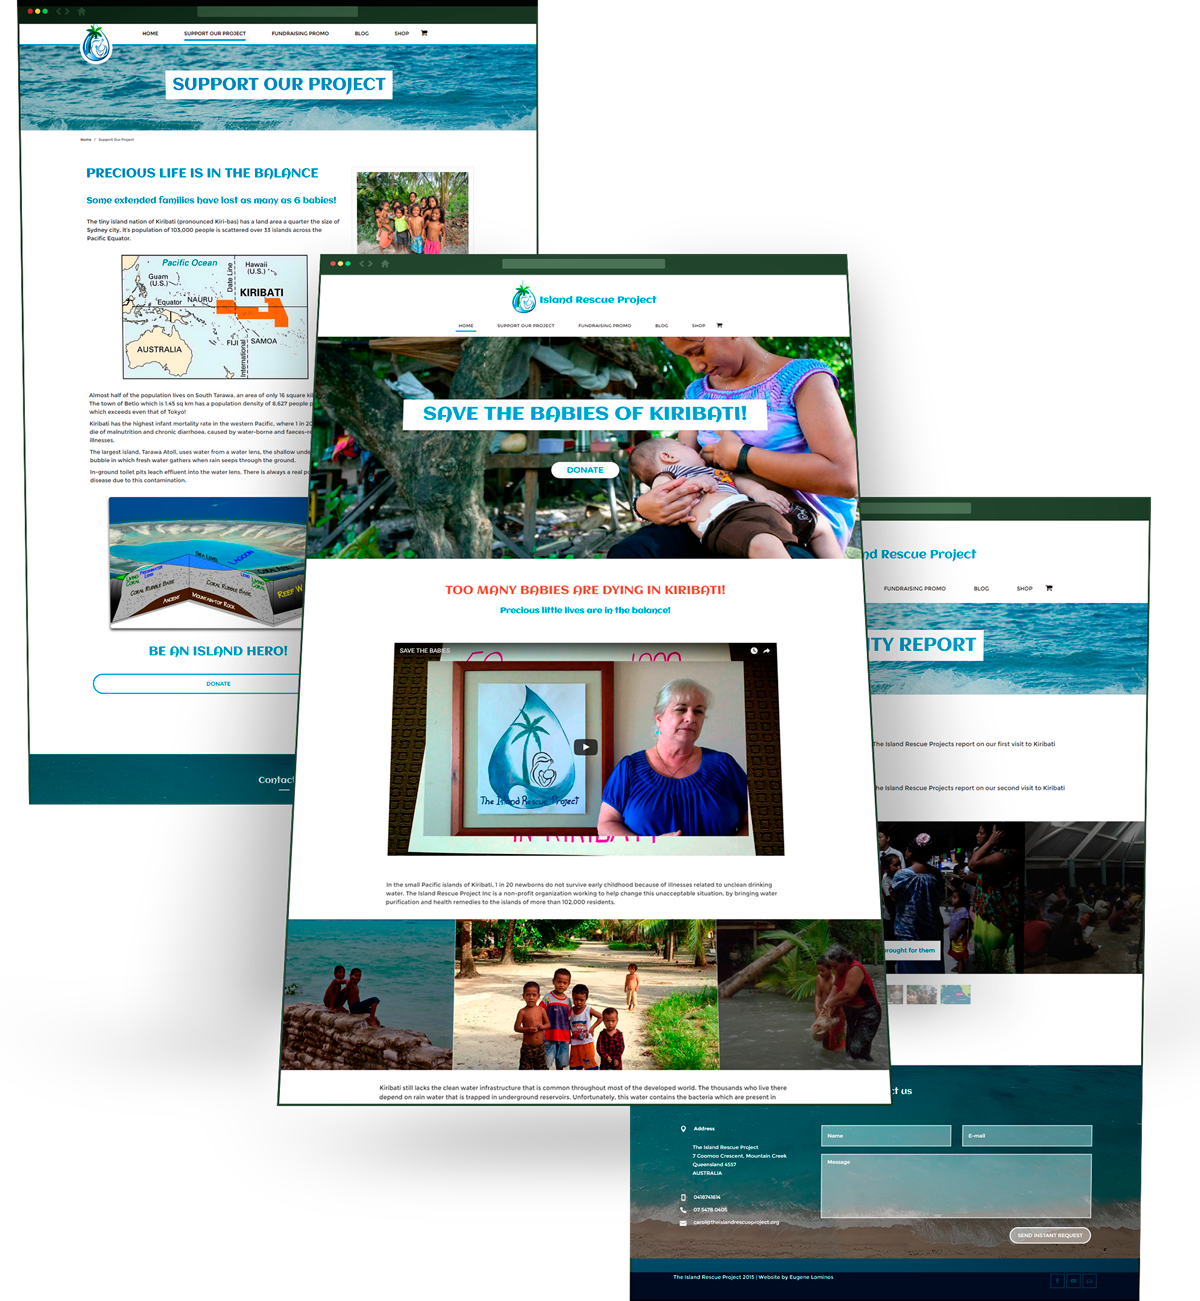 HOME SUPPORT OUR PROJECT FUNDRAISING PROMO BLOG SHOP
SUPPORT OUR PROJECT
Home / Support Our Project
PRECIOUS LIFE IS IN THE BALANCE
Some extended families have lost as many as 6 babies!
The tiny island nation of Kiribati (pronounced Kiri-bas) has a land area a quarter the size of
Sydney city, it's population of 103,000 people is scattered over 33 islands across the
Pacific Equator.
Pacific Ocean
Hawaii
(U.S.)
Guam
(U.S.)
Date Line
KIRIBATI
NAURU
Equator
FIJI
SAMOA
AUSTRALIA
International
Almost half of the population lives on South Tarawa, an area of only 16 square
The town of Betio which is 1.45 sq km has a population density of 8,627 people
which exceeds even that of Tokyo!
Kiribati has the highest infant mortality rate in the western Pacific, where 1 in 20
die of malnutrition and chronic diarrhoea, caused by water-borne and
illnesses.
The largest island, Tarawa Atoll, uses water from a water lens, the shallow
bubble in which fresh water gathers when rain seeps through the ground.
In-ground toilet pits leach effluent into the water lens. There is always a real
disease due to this contamination.
SEA LEVEL
LAGOON
LIVING CORAL
FRESHWATER LENS
CORAL RUBBLE BASE
CORAL RUBBLE BASE
LENS
LIVING CORAL
REEF
ANCIENT MOUNTAINTOP ROCK
BE AN ISLAND HERO!
DONATE
Contact
Island Rescue Project
HOME SUPPORT OUR PROJECT FUNDRAISING PROMO BLOG SHOP
SAVE THE BABIES OF KIRIBATI!
DONATE
TOO MANY BABIES ARE DYING IN KIRIBATI!
Precious little lives are in the balance!
SAVE THE BABIES
The Island Rescue Project
IN KIRIBATI
In the small Pacific islands of Kiribati, 1 in 20 newborns do not survive early childhood because of illnesses related to unclean drinking
water. The Island Rescue Project Inc is a non-profit organization working to help change this unacceptable situation, by bringing water
purification and health remedies to the islands of more than 102,000 residents.
Kiribati still lacks the clean water infrastructure that is common throughout most of the developed world. The thousands who live there
depend on rain water that is trapped in underground reservoirs. Unfortunately, this water contains the bacteria which are present in
nd Rescue Project
FUNDRAISING PROMO BLOG SHOP
ITY REPORT
The Island Rescue Projects report on our first visit to Kiribati
he Island Rescue Projects report on our second visit to Kiribati
rought for them
ct us
Address
The Island Rescue Project
7 Coomoo Crescent, Mountain Creek
Queensland 4557
AUSTRALIA
0418741614
07 5478 0405
carol@theislandrescueproject.org
Name
E-mail
Message
SEND INSTANT REQUEST
The Island Rescue Project 2015 | Website by Eugene Lominos